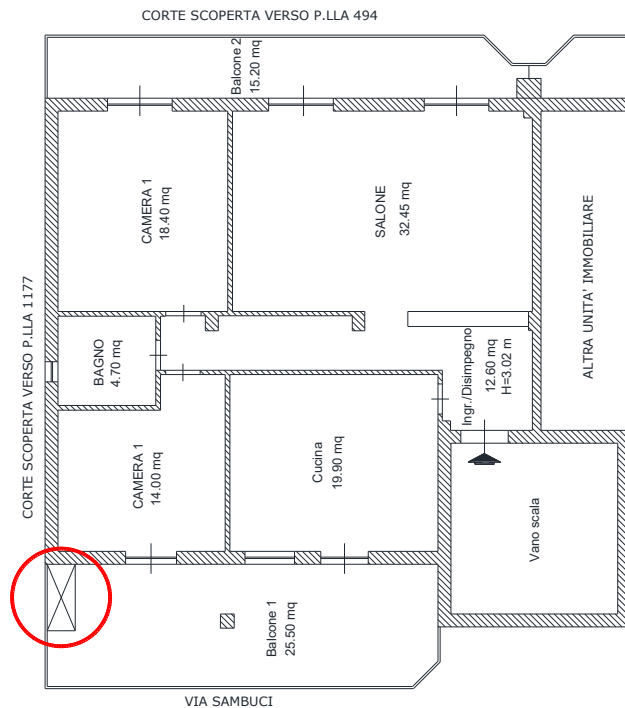 CORTE SCOPERTA VERSO P.LLA 494
Balcone 2
15.20 mq
CAMERA 1
18.40 mq
SALONE
32.45 mq
ALTRA UNITA' IMMOBILIARE
CORTE SCOPERTA VERSO P.LLA 1177
BAGNO
4.70 mq
Ingr./Disimpegno
12.60 mq
H=3.02 m
CAMERA 1
14.00 mq
Cucina
19.90 mq
Vano scala
Balcone 1
25.50 mq
VIA SAMBUCI